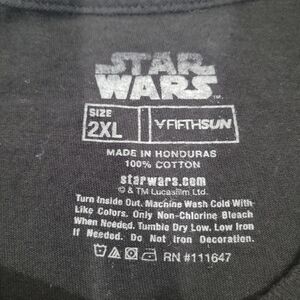 STAR
WARS™
SIZE
2XL
FIFTHSUN
MADE IN HONDURAS
100% COTTON
starwars.com
© & TM Lucasfilm Ltd.
Turn Inside Out. Machine Wash Cold With
Like Colors. Only Non-Chlorine Bleach
When Needed. Tumble Dry Low. Low Iron
If Needed. Do Not Iron Decoration.
RN #111647